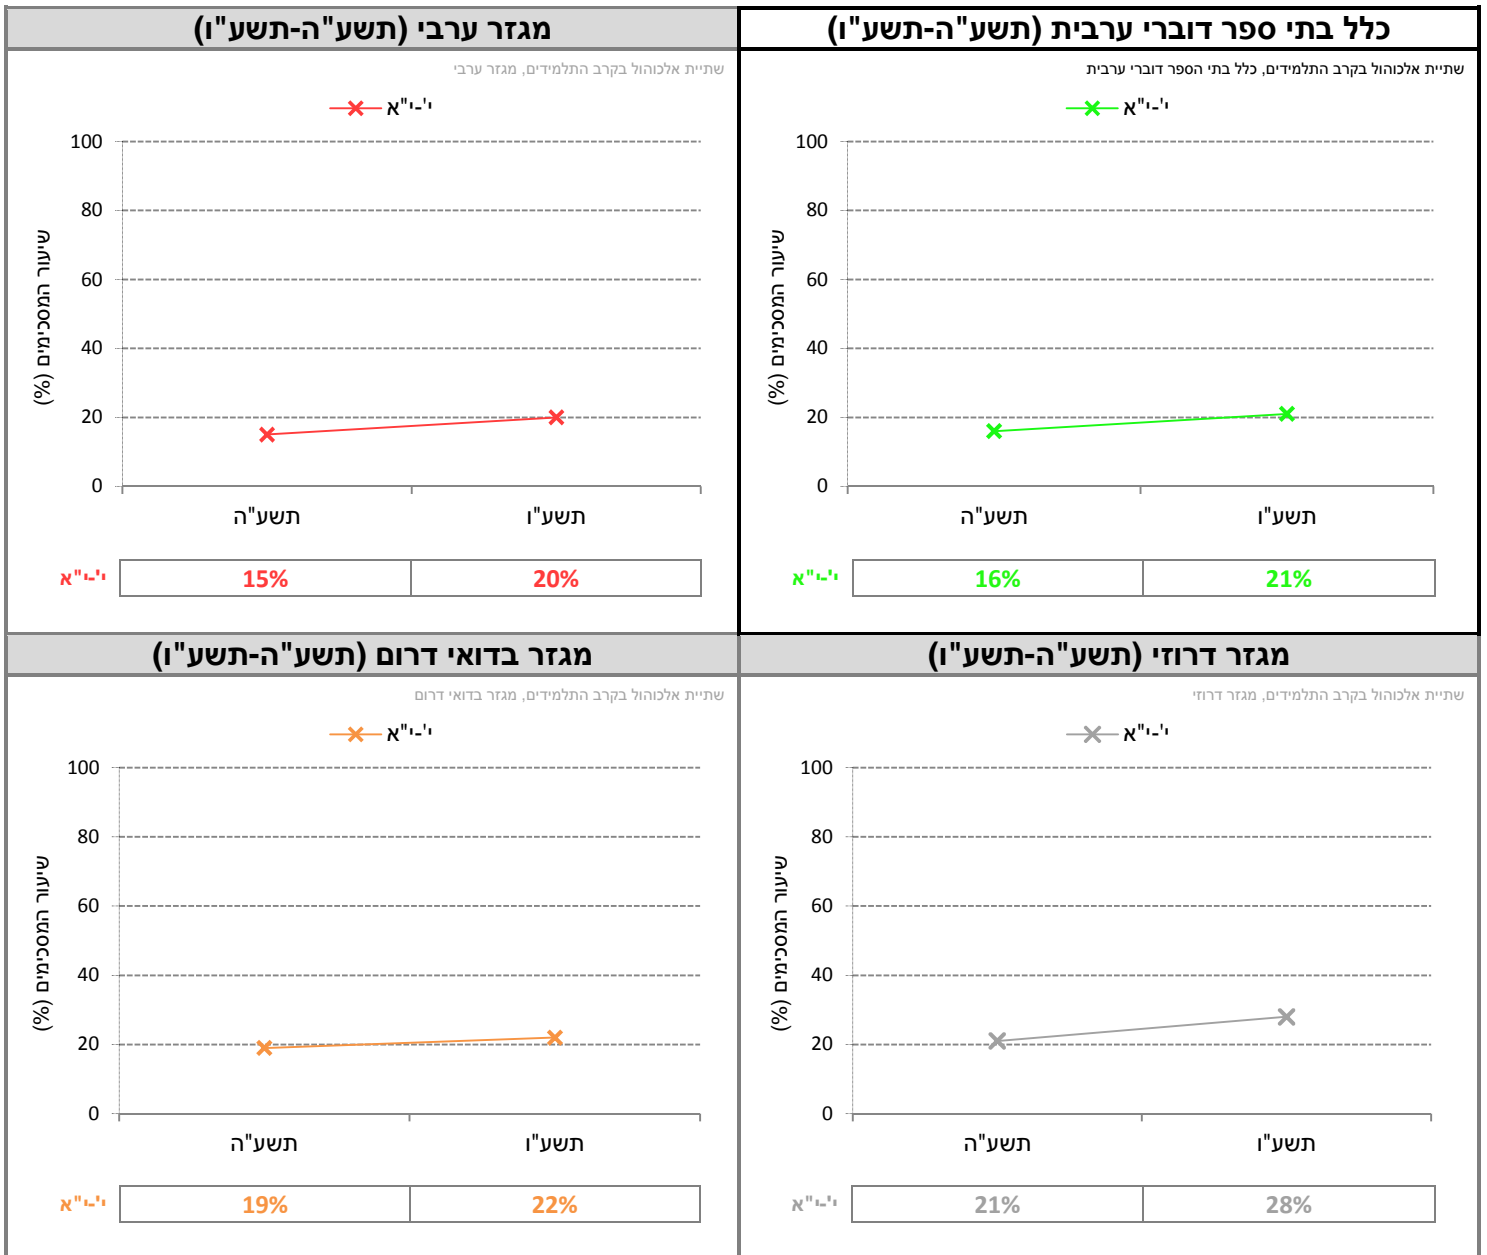 כלל בתי ספר דוברי ערבית (תשע"ה-תשע"ו)
שתיית אלכוהול בקרב התלמידים, כלל בתי הספר דוברי ערבית
י'-י"א
100
80
60
40
20
0
שיעור המסכימים (%)
תשע"ה תשע"ו
י'-י"א 16% 21%
מגזר ערבי (תשע"ה-תשע"ו)
שתיית אלכוהול בקרב התלמידים, מגזר ערבי
י'-י"א
100
80
60
40
20
0
שיעור המסכימים (%)
תשע"ה תשע"ו
י'-י"א 15% 20%
מגזר דרוזי (תשע"ה-תשע"ו)
שתיית אלכוהול בקרב התלמידים, מגזר דרוזי
י'-י"א
100
80
60
40
20
0
שיעור המסכימים (%)
תשע"ה תשע"ו
י'-י"א 21% 28%
מגזר בדואי דרום (תשע"ה-תשע"ו)
שתיית אלכוהול בקרב התלמידים, מגזר בדואי דרום
י'-י"א
100
80
60
40
20
0
שיעור המסכימים (%)
תשע"ה תשע"ו
י'-י"א 19% 22%